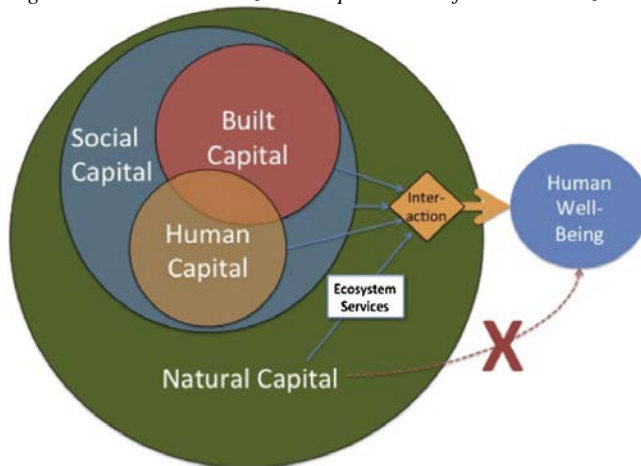 Built
Capital
Social
Capital
Human
Capital
Inter-
action
Human
Well-
Being
Ecosystem
Services
Natural Capital
X